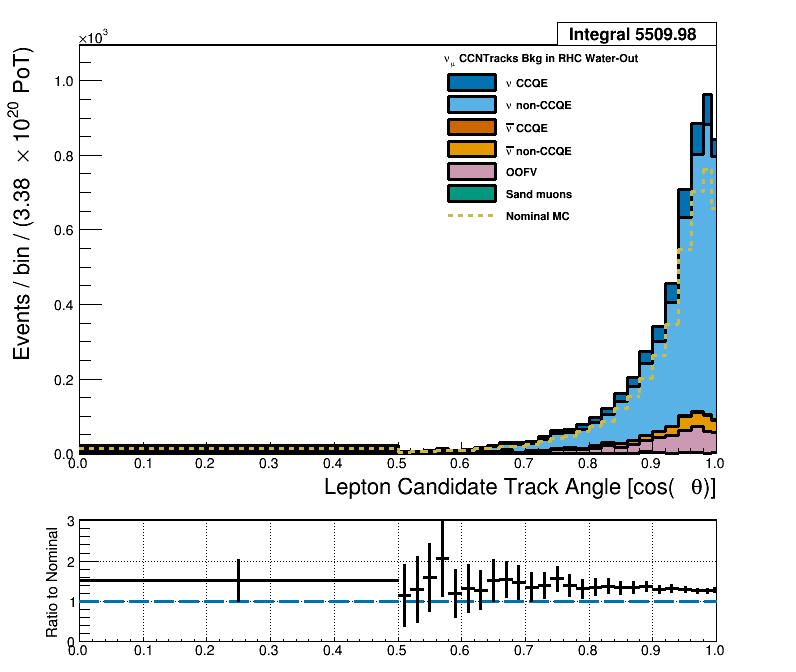 Integral 5509.98
×10³
ν_μ CCNTracks Bkg in RHC Water-Out
ν CCQE
ν non-CCQE
ν̅ CCQE
ν̅ non-CCQE
OOFV
Sand muons
Nominal MC
Events / bin / (3.38 × 10²⁰ PoT)
1.0
0.8
0.6
0.4
0.2
0.0
0.0 0.1 0.2 0.3 0.4 0.5 0.6 0.7 0.8 0.9 1.0
Lepton Candidate Track Angle [cos( θ)]
Ratio to Nominal
3
2
1
0
0.0 0.1 0.2 0.3 0.4 0.5 0.6 0.7 0.8 0.9 1.0